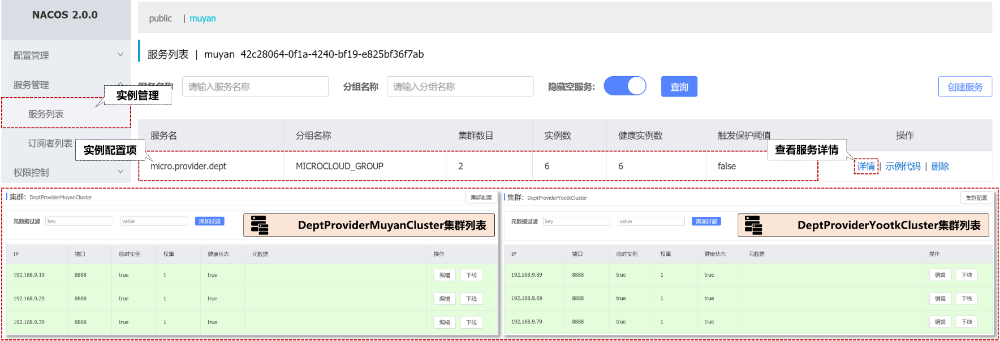 NACOS 2.0.0
public | muyan
配置管理
服务管理
实例管理
服务列表
订阅者列表
实例配置项
权限控制
服务列表 | muyan 42c28064-0f1a-4240-bf19-e825bf36f7ab
服务名称 请输入服务名称 分组名称 请输入分组名称 隐藏空服务: 查询 创建服务
服务名 分组名称 集群数目 实例数 健康实例数 触发保护阈值 操作
查看服务详情
micro.provider.dept MICROCLOUD_GROUP 2 6 6 false 详情 | 示例代码 | 删除
集群: DeptProviderMuyanCluster 集群配置
元数据过滤 key value 添加过滤
DeptProviderMuyanCluster集群列表
IP 端口 临时实例 权重 健康状态 元数据 操作
192.168.9.19 8888 true 1 true 编辑 下线
192.168.9.29 8888 true 1 true 编辑 下线
192.168.9.39 8888 true 1 true 编辑 下线
集群: DeptProviderYootkCluster 集群配置
元数据过滤 key value 添加过滤
DeptProviderYootkCluster集群列表
IP 端口 临时实例 权重 健康状态 元数据 操作
192.168.9.89 8888 true 1 true 编辑 下线
192.168.9.69 8888 true 1 true 编辑 下线
192.168.9.79 8888 true 1 true 编辑 下线